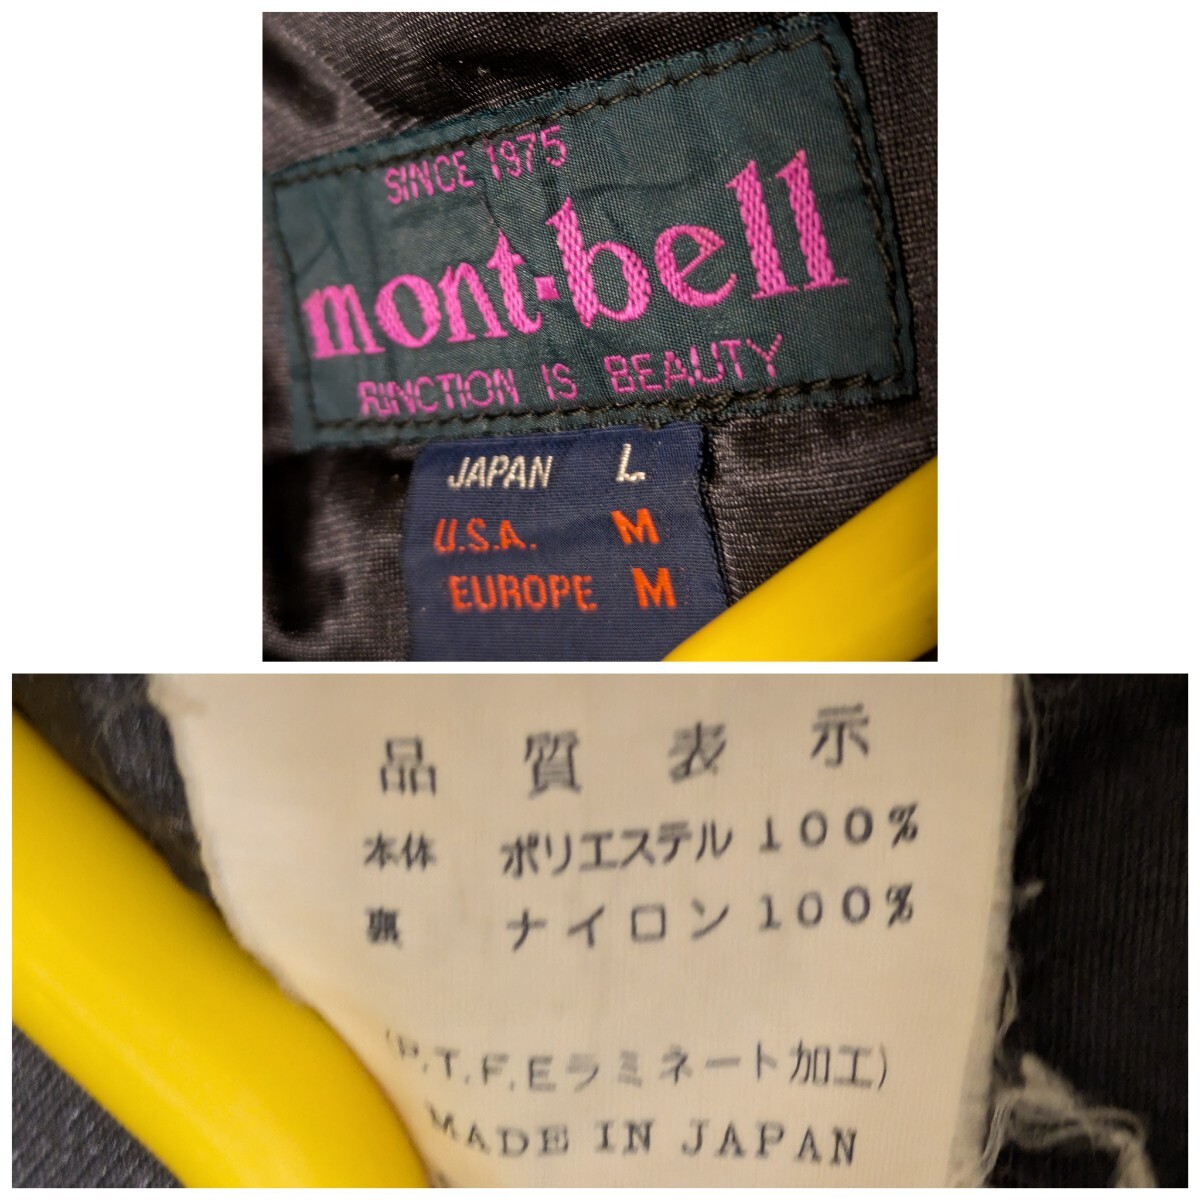 SINCE 1975
mont-bell
FUNCTION IS BEAUTY
JAPAN L
U.S.A. M
EUROPE M
品質表示
本体 ポリエステル 100%
裏 ナイロン 100%
(P.T.F.Eラミネート加工)
MADE IN JAPAN